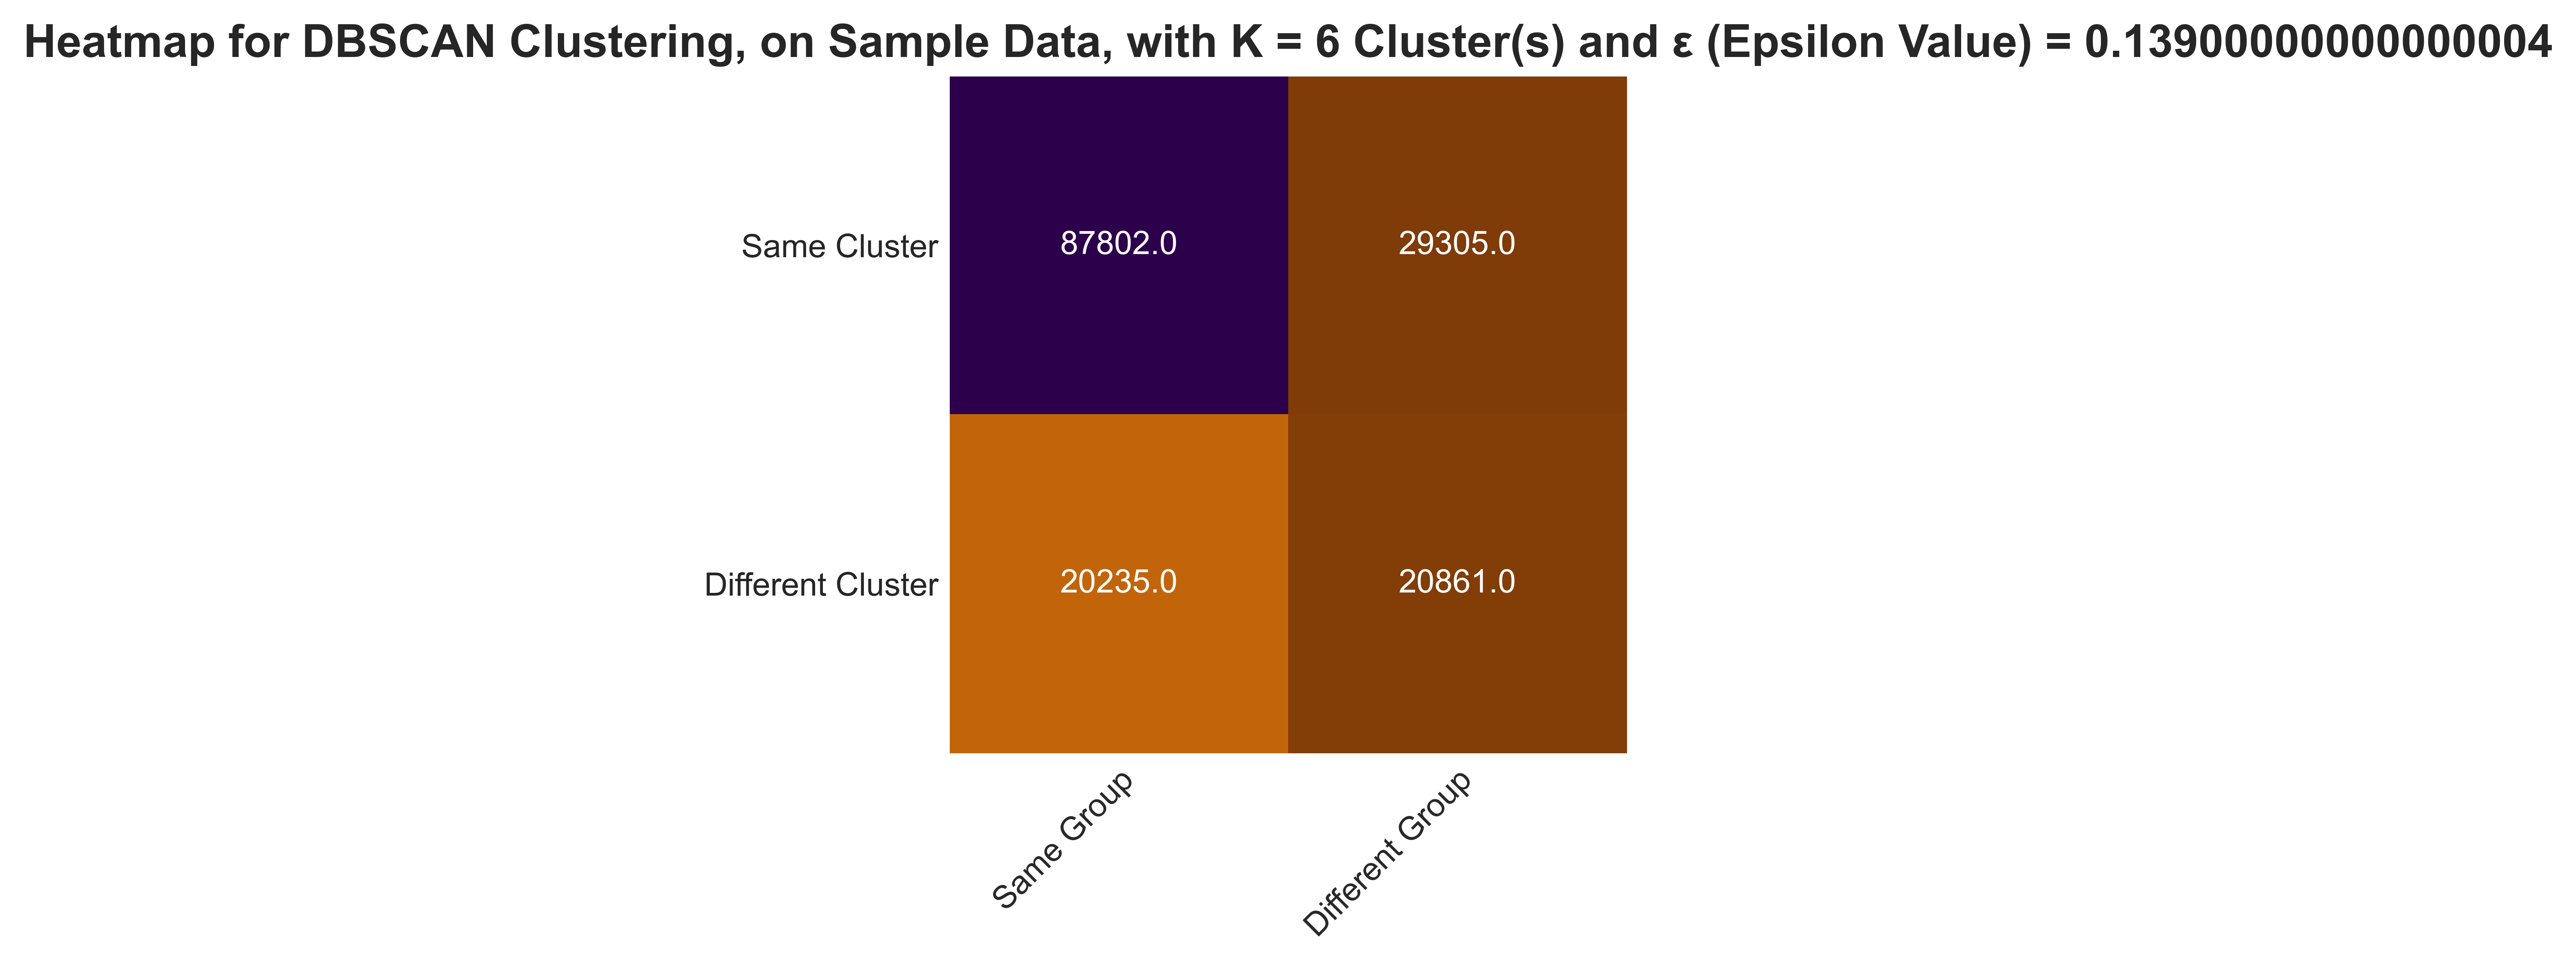 Heatmap for DBSCAN Clustering, on Sample Data, with K = 6 Cluster(s) and ε (Epsilon Value) = 0.13900000000000004
Same Cluster
87802.0
29305.0
Different Cluster
20235.0
20861.0
Same Group
Different Group